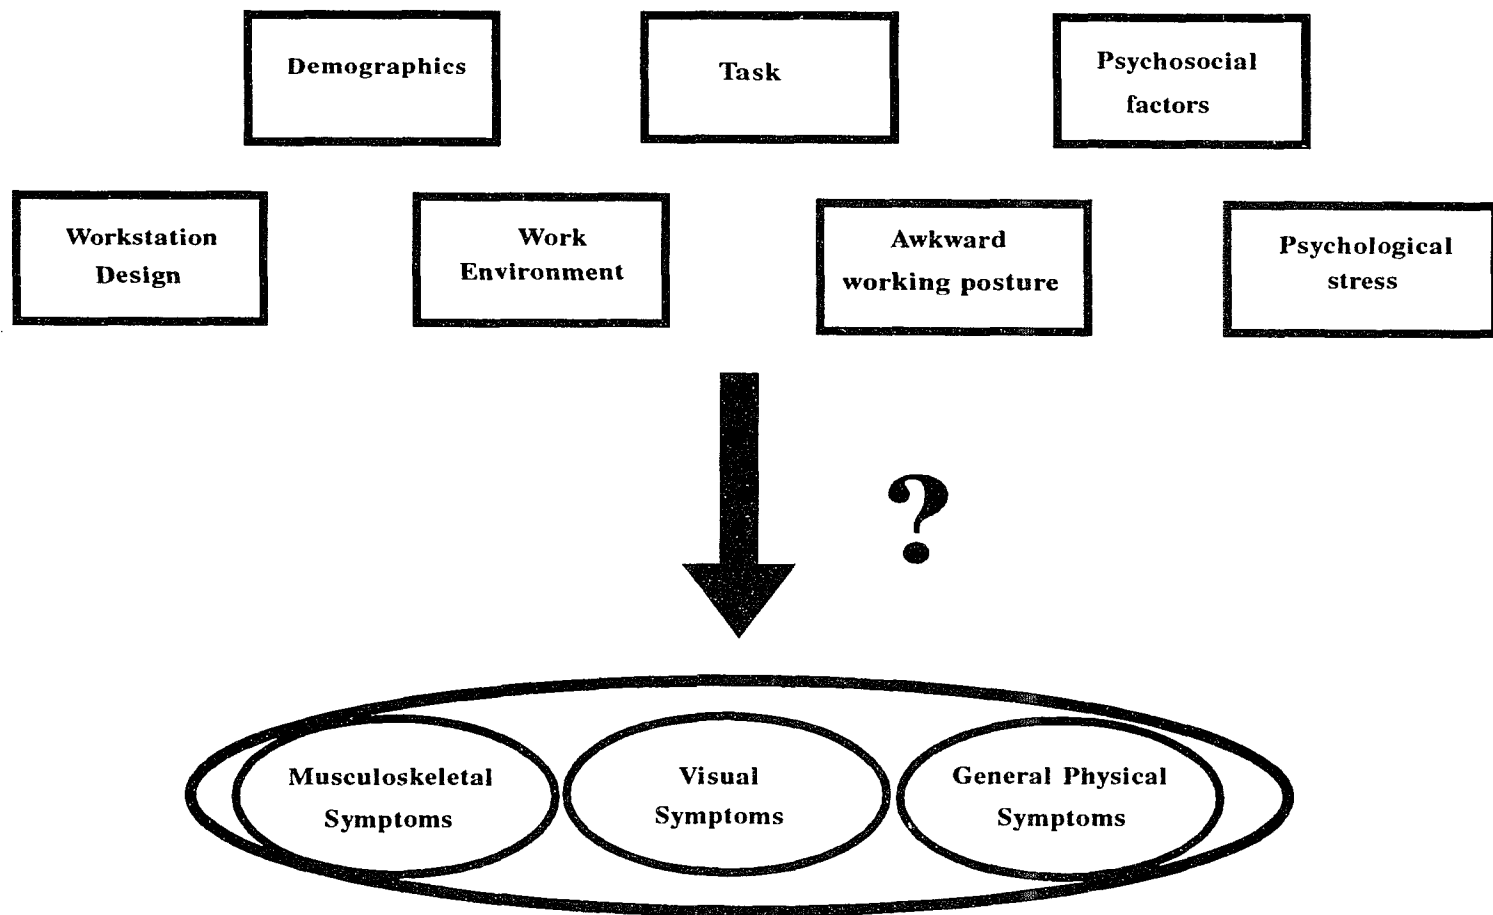 Demographics
Task
Psychosocial
factors
Workstation
Design
Work
Environment
Awkward
working posture
Psychological
stress
?
Musculoskeletal
Symptoms
Visual
Symptoms
General Physical
Symptoms